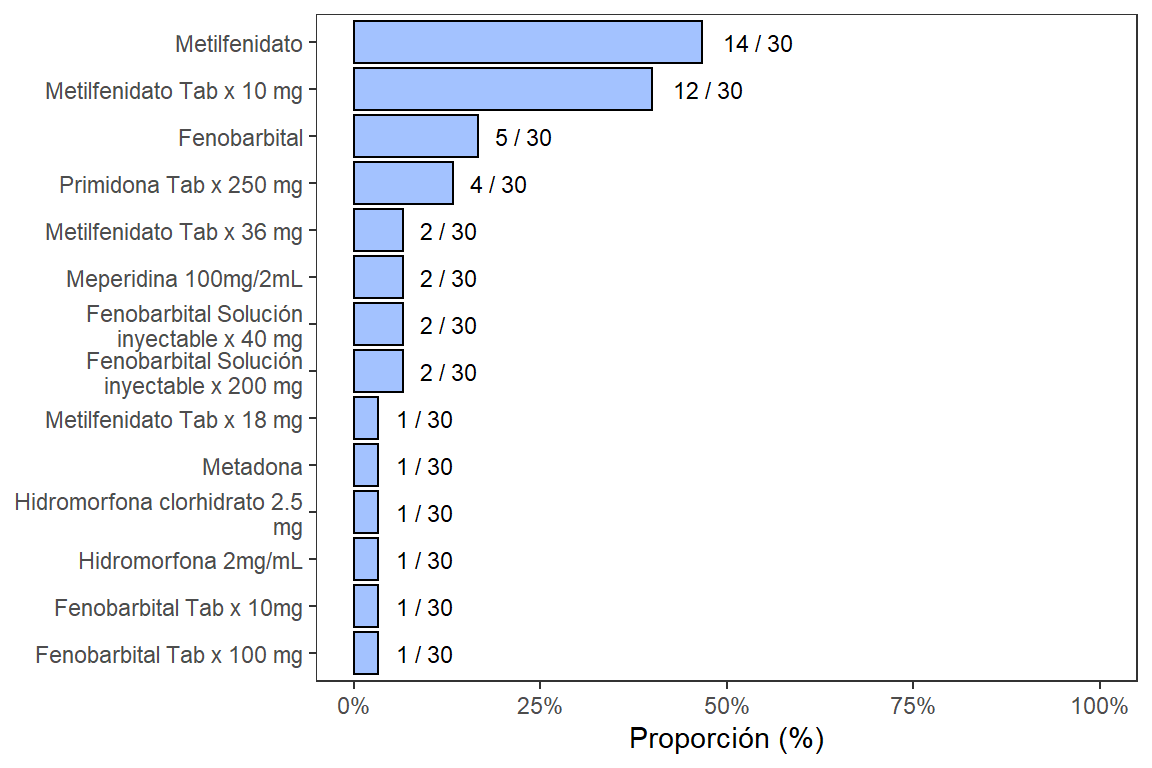 Metilfenidato
14 / 30
Metilfenidato Tab x 10 mg
12 / 30
Fenobarbital
5 / 30
Primidona Tab x 250 mg
4 / 30
Metilfenidato Tab x 36 mg
2 / 30
Meperidina 100mg/2mL
2 / 30
Fenobarbital Solución
inyectable x 40 mg
2 / 30
Fenobarbital Solución
inyectable x 200 mg
2 / 30
Metilfenidato Tab x 18 mg
1 / 30
Metadona
1 / 30
Hidromorfona clorhidrato 2.5
mg
1 / 30
Hidromorfona 2mg/mL
1 / 30
Fenobarbital Tab x 10mg
1 / 30
Fenobarbital Tab x 100 mg
1 / 30
0% 25% 50% 75% 100%
Proporción (%)